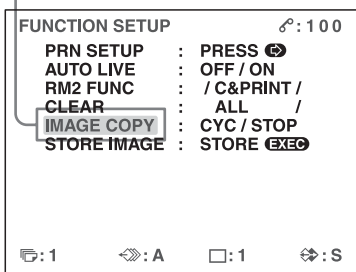 FUNCTION SETUP :100
PRN SETUP : PRESS
AUTO LIVE : OFF / ON
RM2 FUNC : / C&PRINT /
CLEAR : ALL /
IMAGE COPY : CYC / STOP
STORE IMAGE : STORE EXEC
:1 :A :1 :S